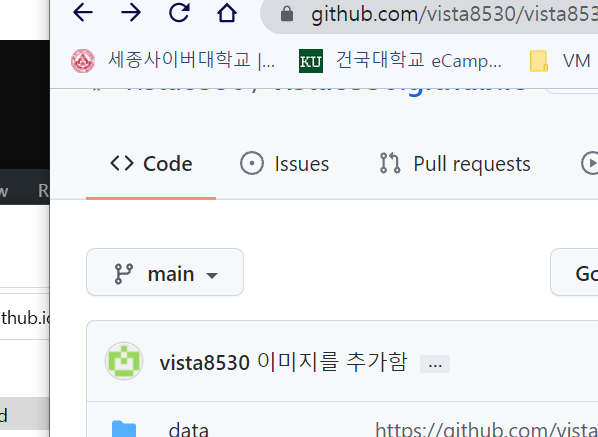 github.com/vista8530/vista853
세종사이버대학교 |...
KU 건국대학교 eCamp...
VM
w
R
Code
Issues
Pull requests
main
Go
thub.io
vista8530 이미지를 추가함 ...
d
data
https://github.com/vista